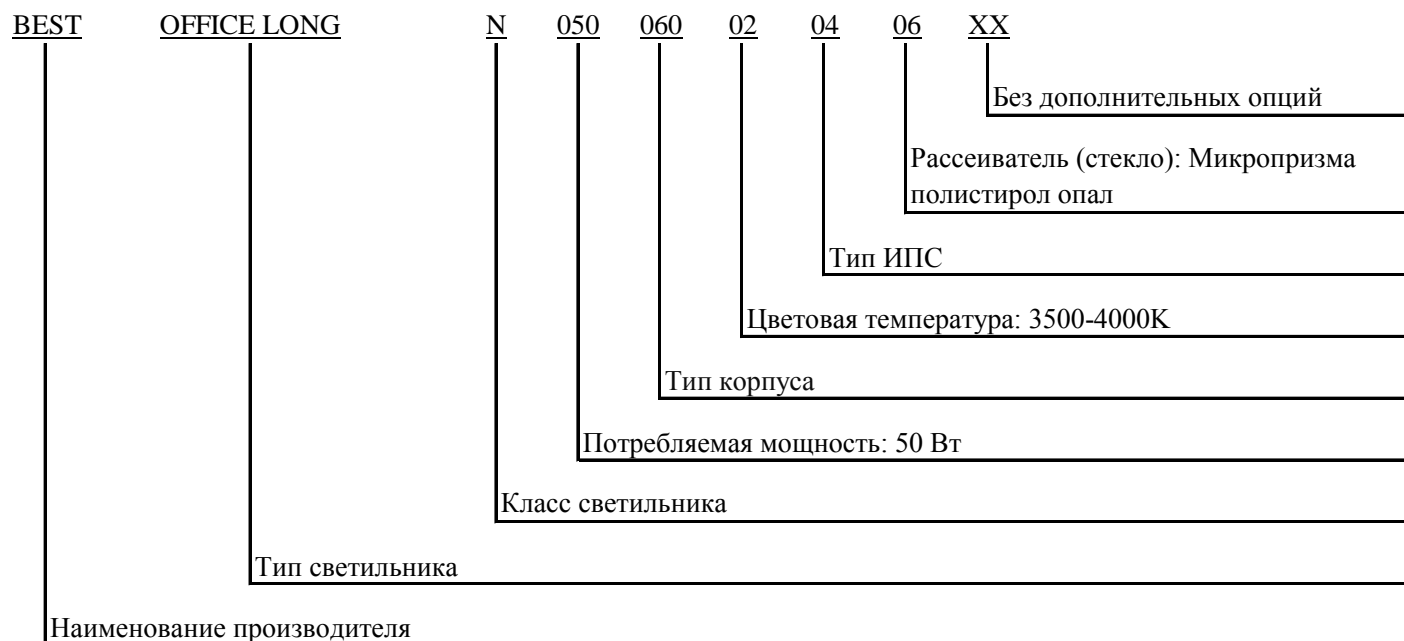 BEST OFFICE LONG N 050 060 02 04 06 XX
Без дополнительных опций
Рассеиватель (стекло): Микропризма
полистирол опал
Тип ИПС
Цветовая температура: 3500-4000К
Тип корпуса
Потребляемая мощность: 50 Вт
Класс светильника
Тип светильника
Наименование производителя